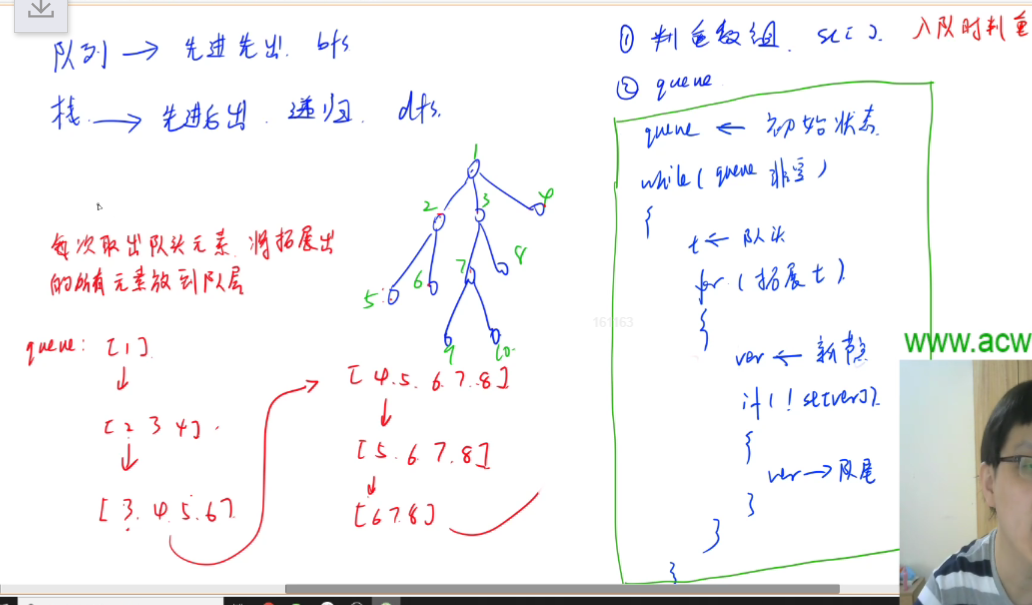 队列 → 先进先出. bfs
栈. → 先进后出. 递归. dfs.
1
2
3
4
5
6
7
8
9
10.
每次取出队头元素, 将拓展出
的所有元素放到队尾
queue: [1]
↓
[2 3 4].
↓
[3. 4. 5. 6].
[4. 5. 6. 7. 8]
↓
[5. 6. 7. 8]
↓
[6 7 8]
① 判重数组. st[]. 入队时判重
② queue
queue ← 初始状态.
while (queue 非空)
{
t ← 队头
for (拓展 t)
{
ver ← 新节点
if (! st[ver])
{
ver → 队尾
}
}
}
161163
www.acw